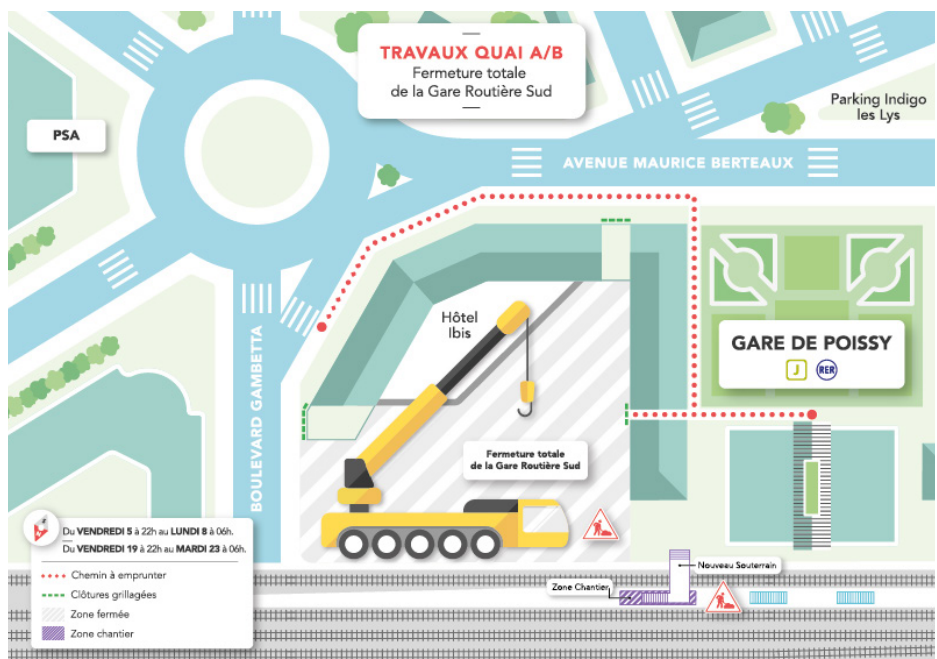 TRAVAUX QUAI A/B
Fermeture totale
de la Gare Routière Sud
PSA
Parking Indigo
les Lys
AVENUE MAURICE BERTEAUX
Hôtel
Ibis
BOULEVARD GAMBETTA
GARE DE POISSY
J RER
Fermeture totale
de la Gare Routière Sud
Du VENDREDI 5 à 22h au LUNDI 8 à 06h.
Du VENDREDI 19 à 22h au MARDI 23 à 06h.
Chemin à emprunter
Clôtures grillagées
Zone fermée
Zone chantier
Nouveau Souterrain
Zone Chantier